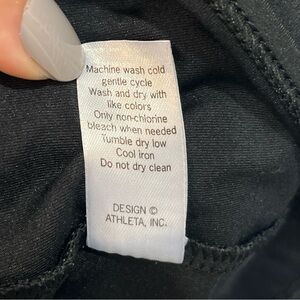 Machine wash cold
gentle cycle
Wash and dry with
like colors
Only non-chlorine
bleach when needed
Tumble dry low
Cool iron
Do not dry clean
DESIGN ©
ATHLETA, INC.